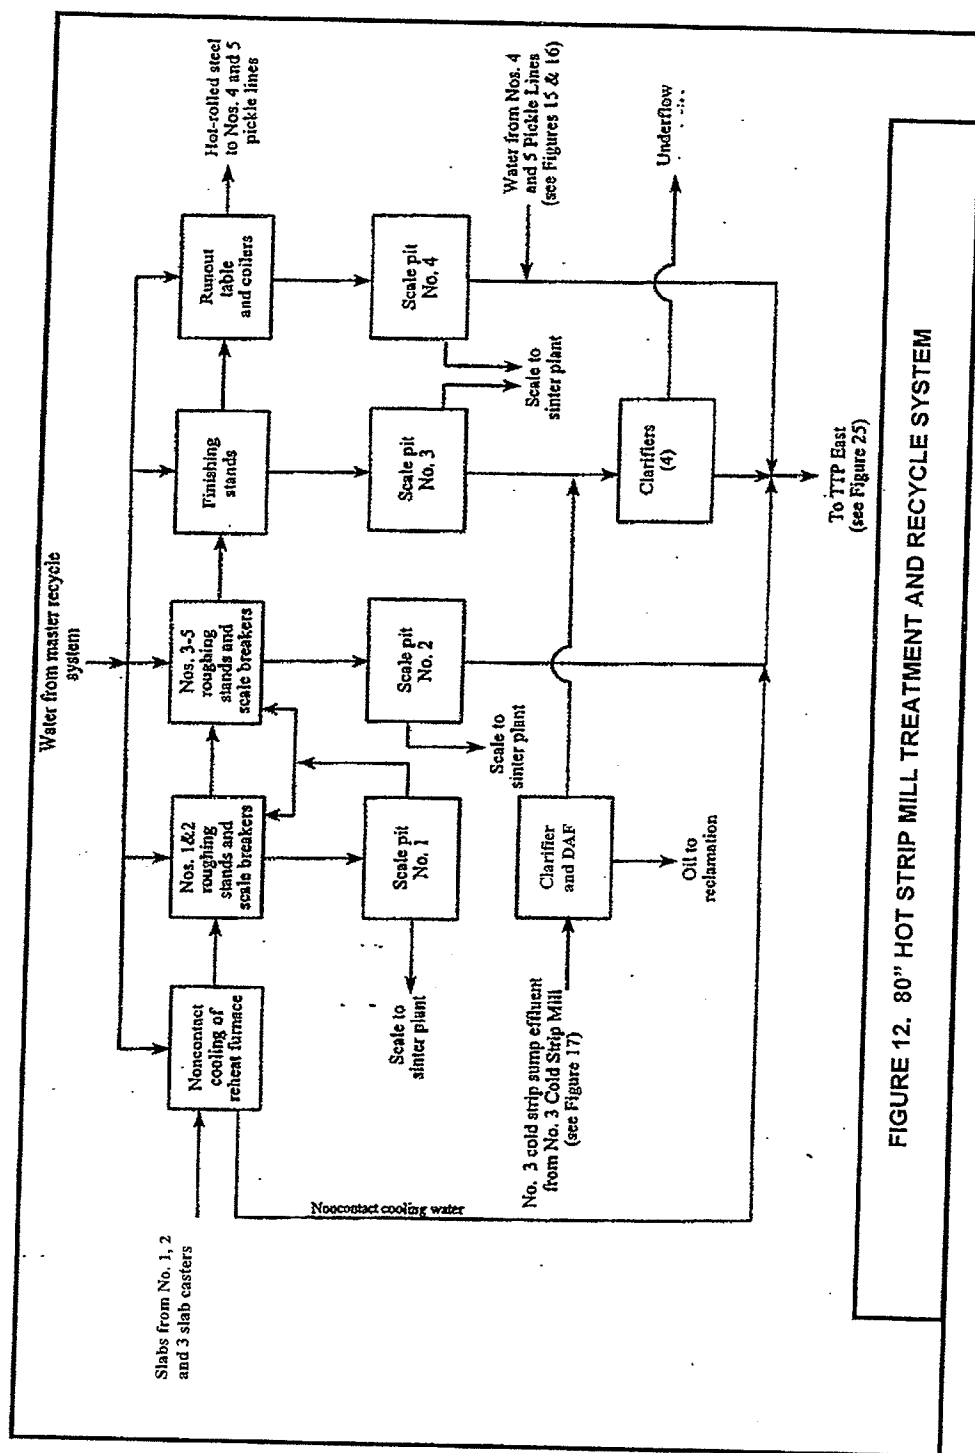 Water from master recycle
system
Slabs from No. 1, 2
and 3 slab casters
Noncontact
cooling of
reheat furnace
Nos. 1&2
roughing
stands and
scale breakers
Nos. 3-5
roughing
stands and
scale breakers
Finishing
stands
Runout
table
and coilers
Hot-rolled steel
to Nos. 4 and 5
pickle lines
Scale to
sinter plant
Scale pit
No. 1
Scale pit
No. 2
Scale to
sinter plant
Scale pit
No. 3
Scale to
sinter plant
Scale pit
No. 4
Water from Nos. 4
and 5 Pickle Lines
(see Figures 15 & 16)
Noncontact cooling water
No. 3 cold strip sump effluent
from No. 3 Cold Strip Mill
(see Figure 17)
Clarifier
and DAF
Oil to
reclamation
Clarifiers
(4)
Underflow
To TTP East
(see Figure 25)
FIGURE 12. 80" HOT STRIP MILL TREATMENT AND RECYCLE SYSTEM